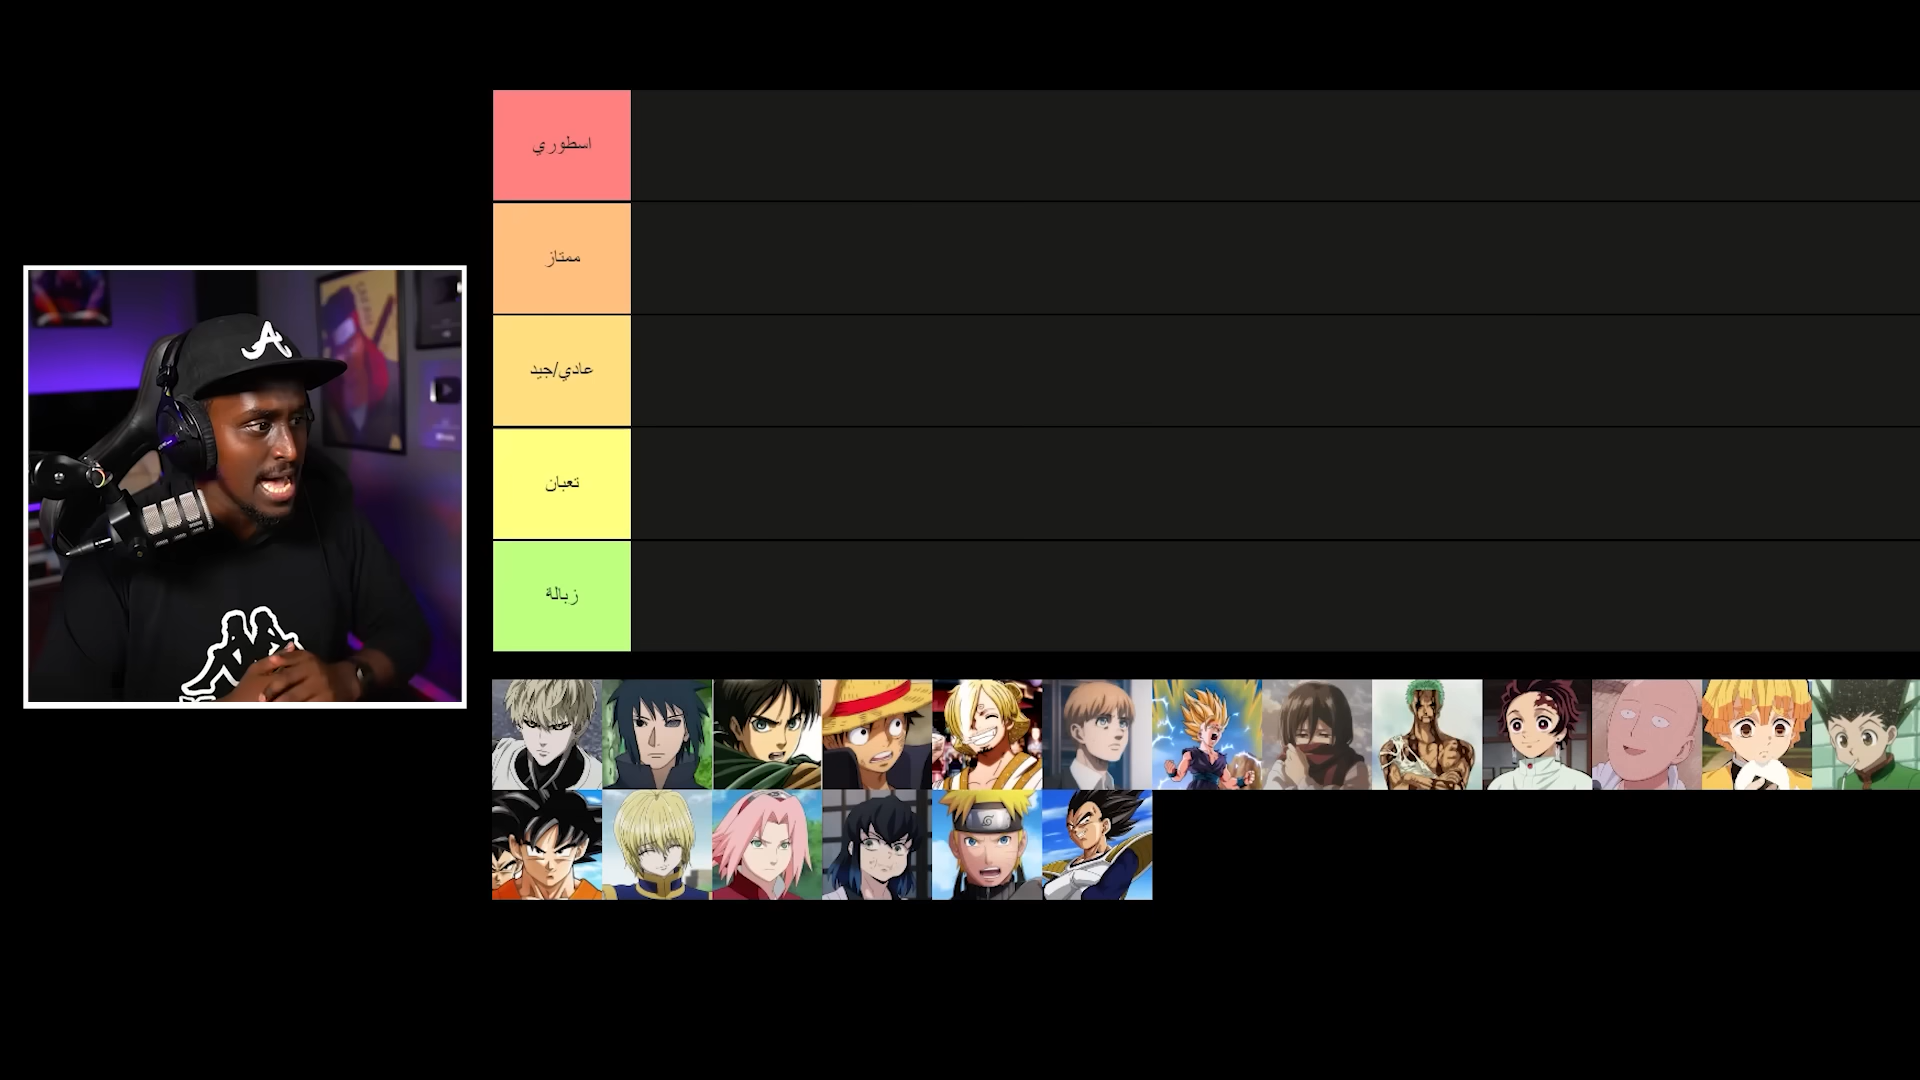 اسطوري
ممتاز
عادي/جيد
تعبان
زبالة
A